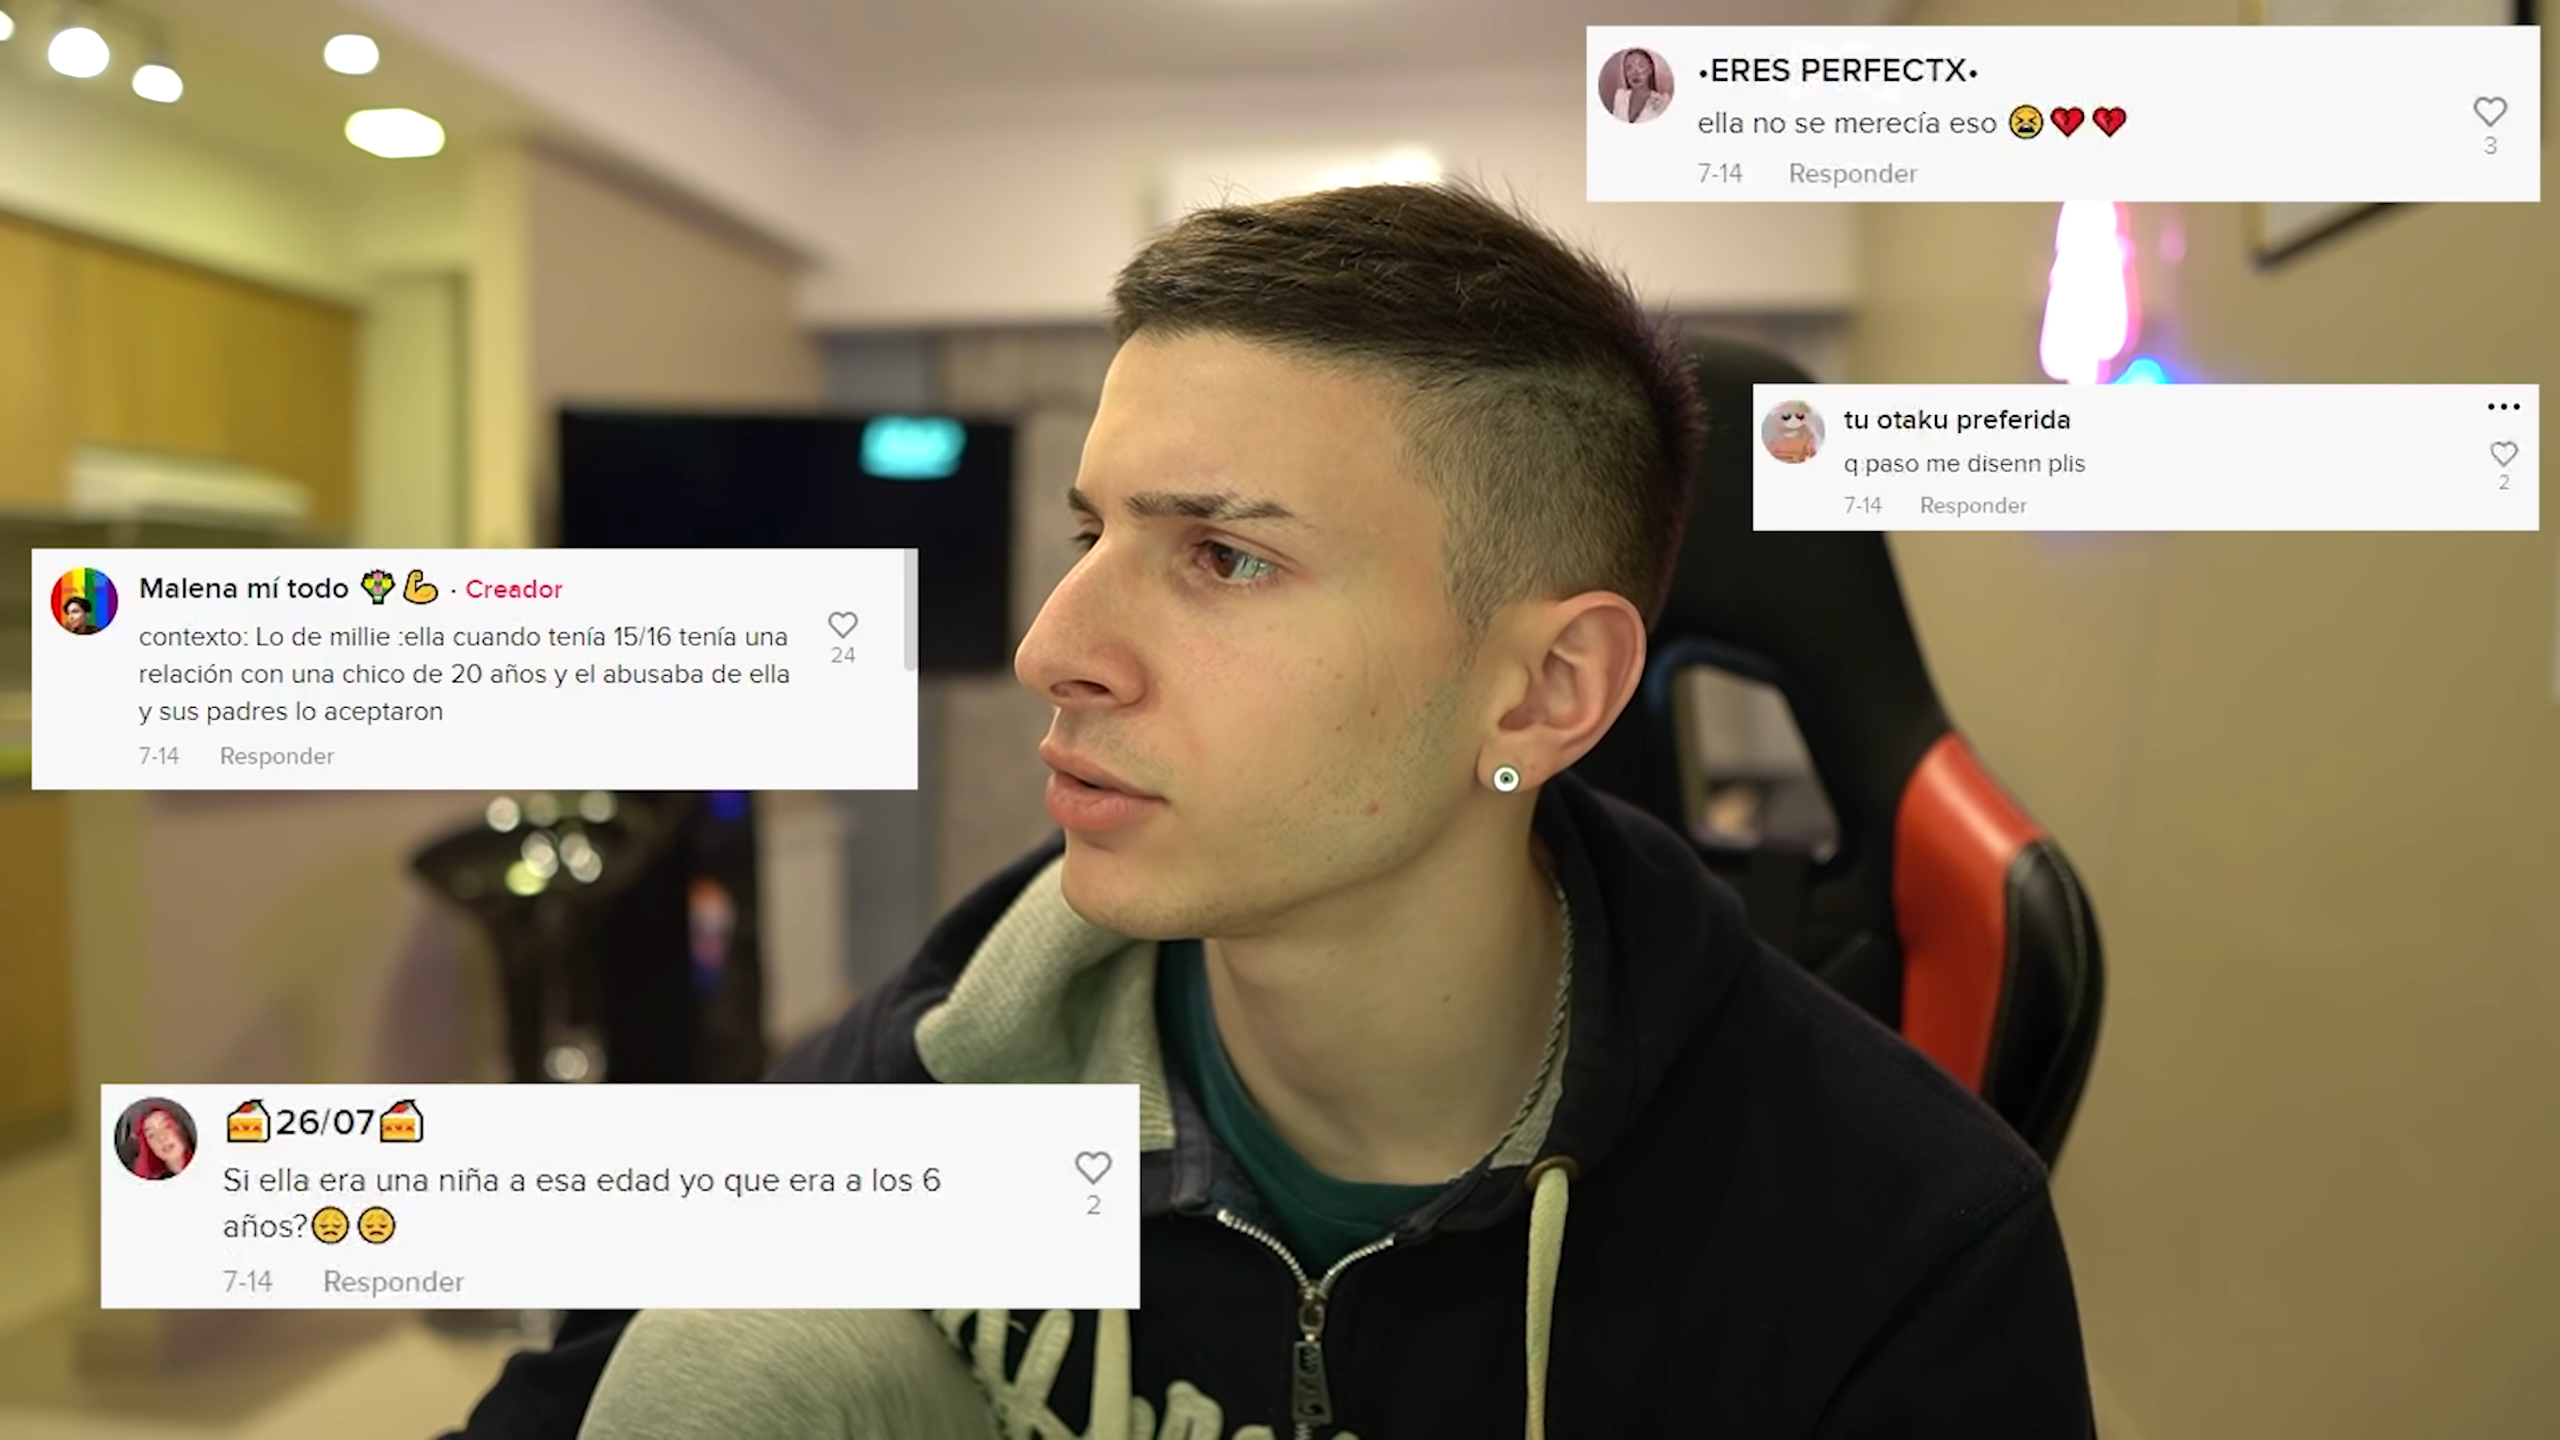 •ERES PERFECTX•
ella no se merecía eso 😫💔💔
3
7-14 Responder
tu otaku preferida
q paso me disenn plis
2
7-14 Responder
Malena mí todo 💐💪 · Creador
contexto: Lo de millie :ella cuando tenía 15/16 tenía una
relación con una chico de 20 años y el abusaba de ella
y sus padres lo aceptaron
24
7-14 Responder
🍰26/07🍰
Si ella era una niña a esa edad yo que era a los 6
años?😞😞
2
7-14 Responder